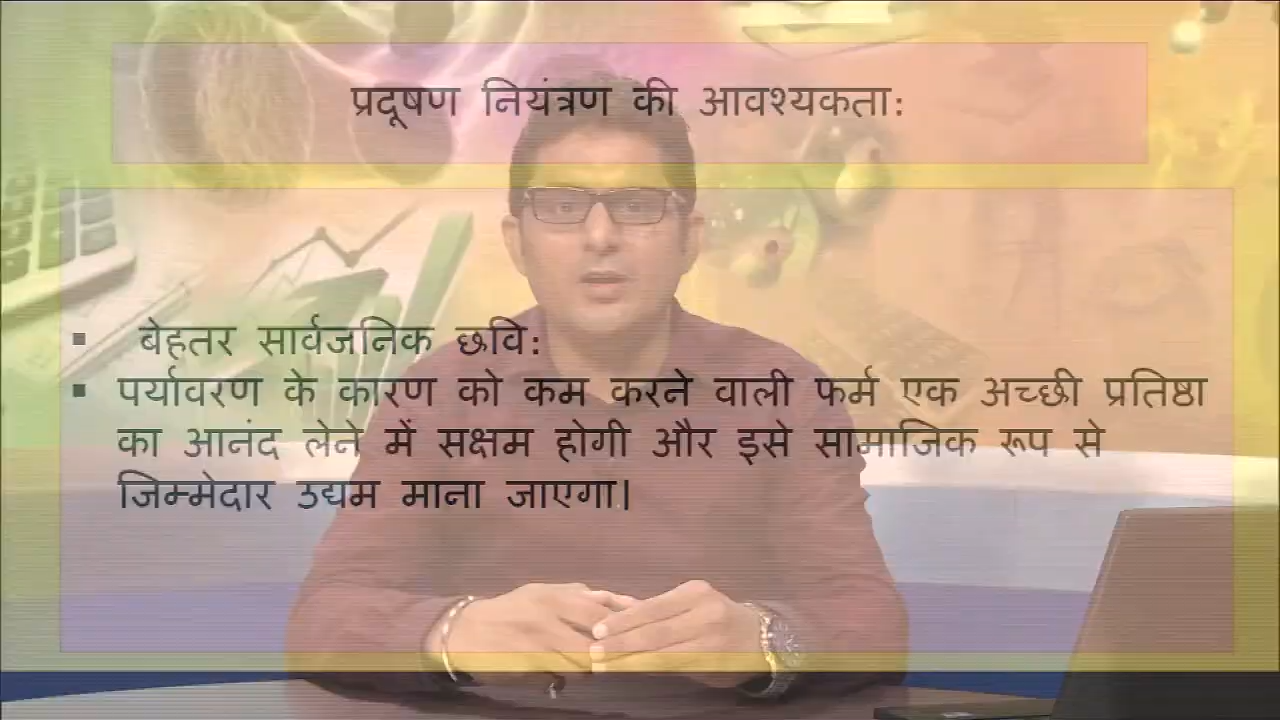 प्रदूषण नियंत्रण की आवश्यकता:
▪ बेहतर सार्वजनिक छवि:
▪ पर्यावरण के कारण को कम करने वाली फर्म एक अच्छी प्रतिष्ठा
का आनंद लेने में सक्षम होगी और इसे सामाजिक रूप से
जिम्मेदार उद्यम माना जाएगा।